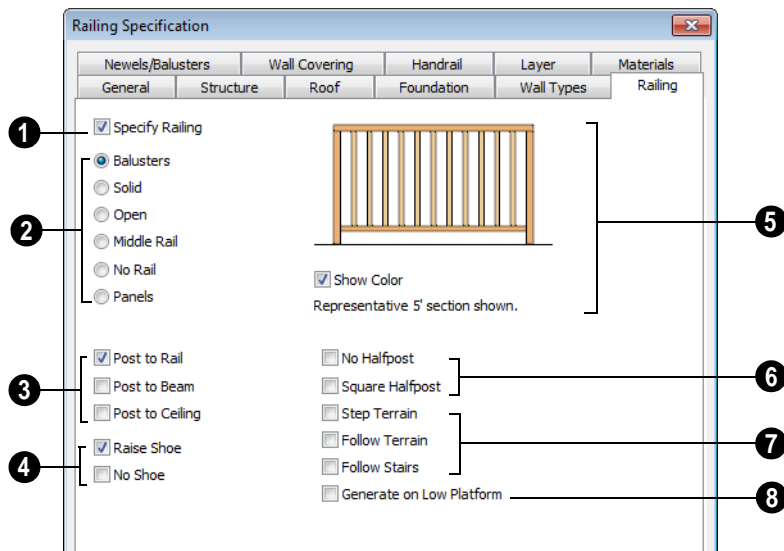 Railing Specification
Newels/Balusters Wall Covering Handrail Layer Materials
General Structure Roof Foundation Wall Types Railing
1 Specify Railing
2
Balusters
Solid
Open
Middle Rail
No Rail
Panels
5
Show Color
Representative 5' section shown.
3
Post to Rail
Post to Beam
Post to Ceiling
4
Raise Shoe
No Shoe
No Halfpost
Square Halfpost
6
Step Terrain
Follow Terrain
Follow Stairs
7
Generate on Low Platform 8